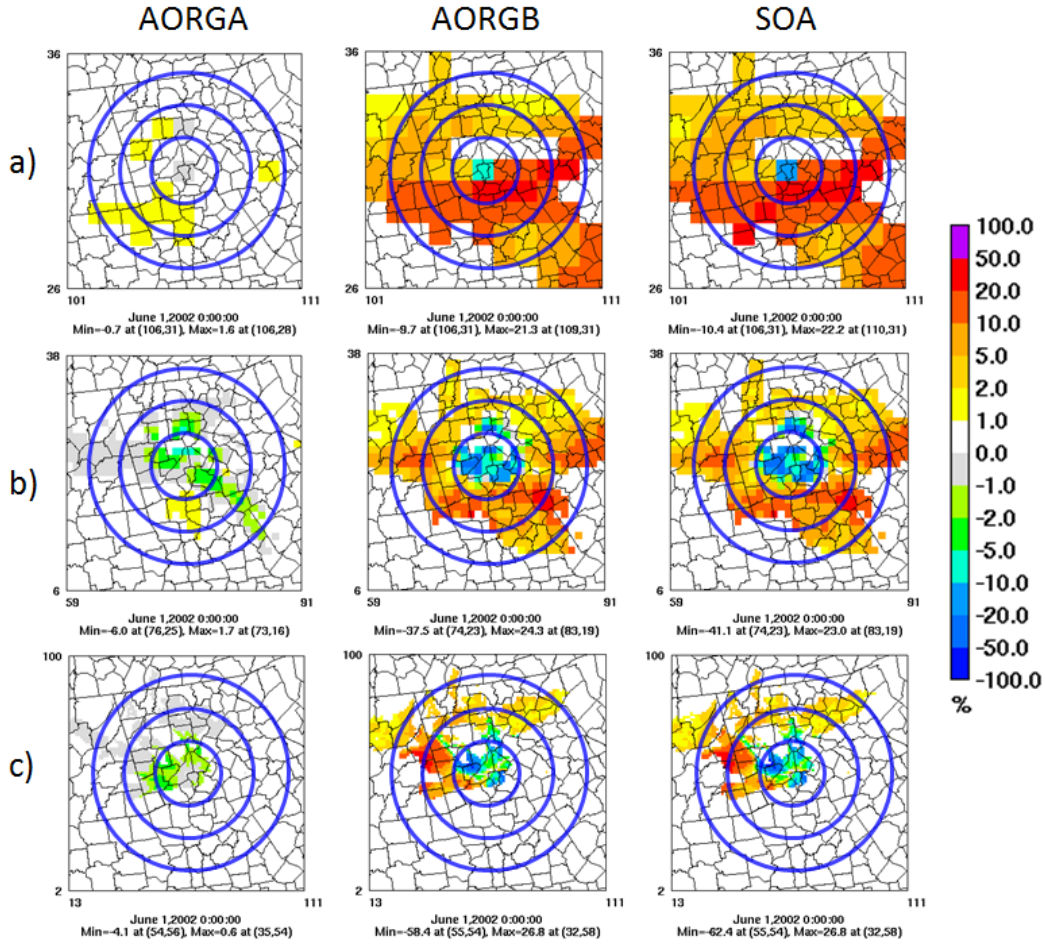 AORGA AORGB SOA
a)
36 36 36
26 26 26
101 111 101 111 101 111
June 1,2002 0:00:00 June 1,2002 0:00:00 June 1,2002 0:00:00
Min=-0.7 at (106,31), Max=1.6 at (106,28) Min=-9.7 at (106,31), Max=21.3 at (109,31) Min=-10.4 at (106,31), Max=22.2 at (110,31)
b)
38 38 38
6 6 6
59 91 59 91 59 91
June 1,2002 0:00:00 June 1,2002 0:00:00 June 1,2002 0:00:00
Min=-6.0 at (76,25), Max=1.7 at (73,16) Min=-37.5 at (74,23), Max=24.3 at (83,19) Min=-41.1 at (74,23), Max=23.0 at (83,19)
c)
100 100 100
2 2 2
13 111 13 111 13 111
June 1,2002 0:00:00 June 1,2002 0:00:00 June 1,2002 0:00:00
Min=-4.1 at (54,56), Max=0.6 at (35,54) Min=-58.4 at (55,54), Max=26.8 at (32,58) Min=-62.4 at (55,54), Max=26.8 at (32,58)
100.0
50.0
20.0
10.0
5.0
2.0
1.0
0.0
-1.0
-2.0
-5.0
-10.0
-20.0
-50.0
-100.0
%